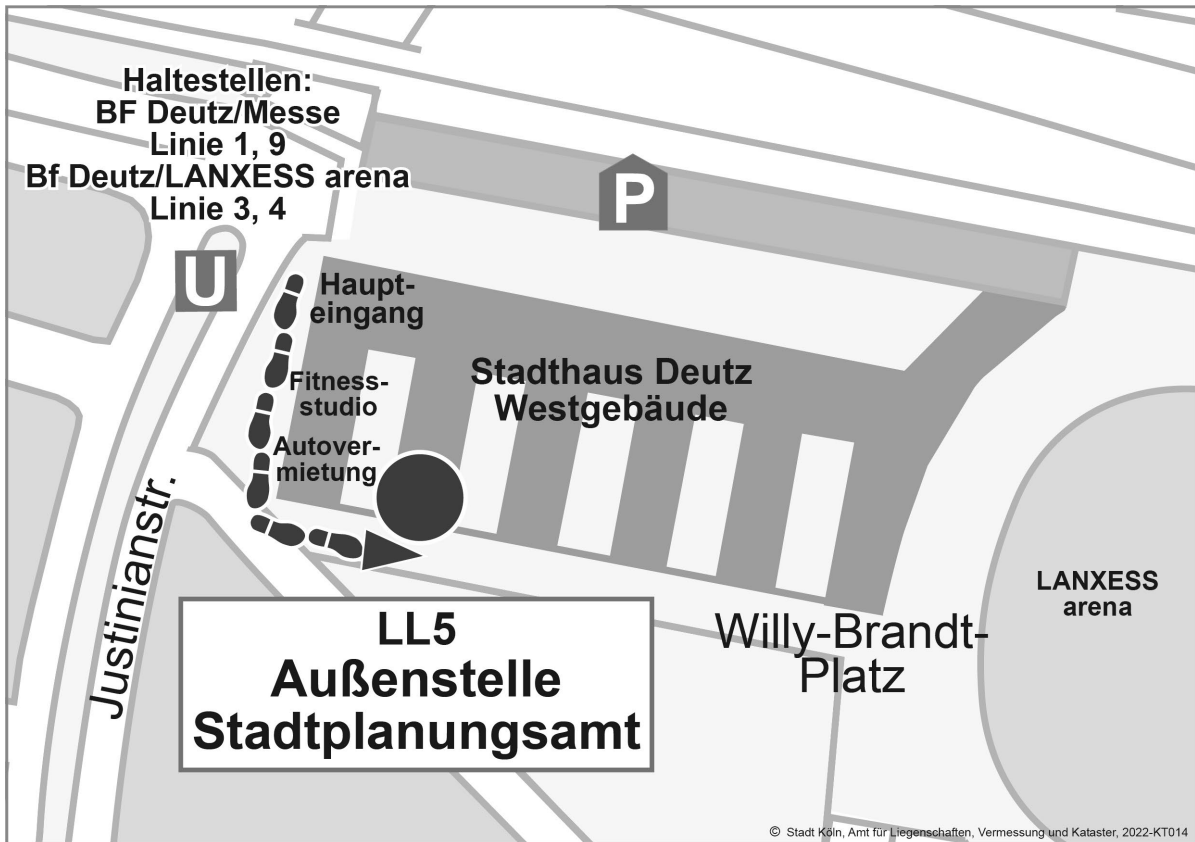 Haltestellen:
BF Deutz/Messe
Linie 1, 9
Bf Deutz/LANXESS arena
Linie 3, 4
P
U
Haupt-
eingang
Fitness-
studio
Stadthaus Deutz
Westgebäude
Autover-
mietung
Justinianstr.
LANXESS
arena
LL5
Außenstelle
Stadtplanungsamt
Willy-Brandt-
Platz
© Stadt Köln, Amt für Liegenschaften, Vermessung und Kataster, 2022-KT014